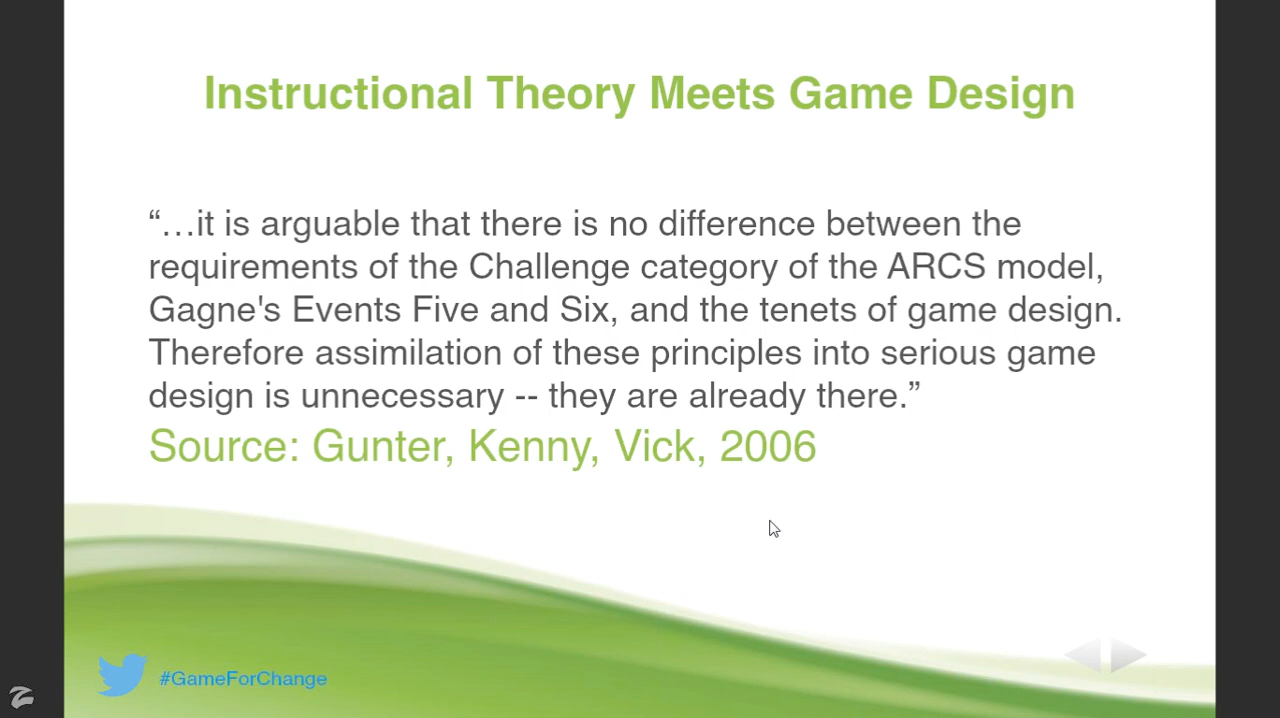 Instructional Theory Meets Game Design
“…it is arguable that there is no difference between the
requirements of the Challenge category of the ARCS model,
Gagne's Events Five and Six, and the tenets of game design.
Therefore assimilation of these principles into serious game
design is unnecessary -- they are already there.”
Source: Gunter, Kenny, Vick, 2006
#GameForChange